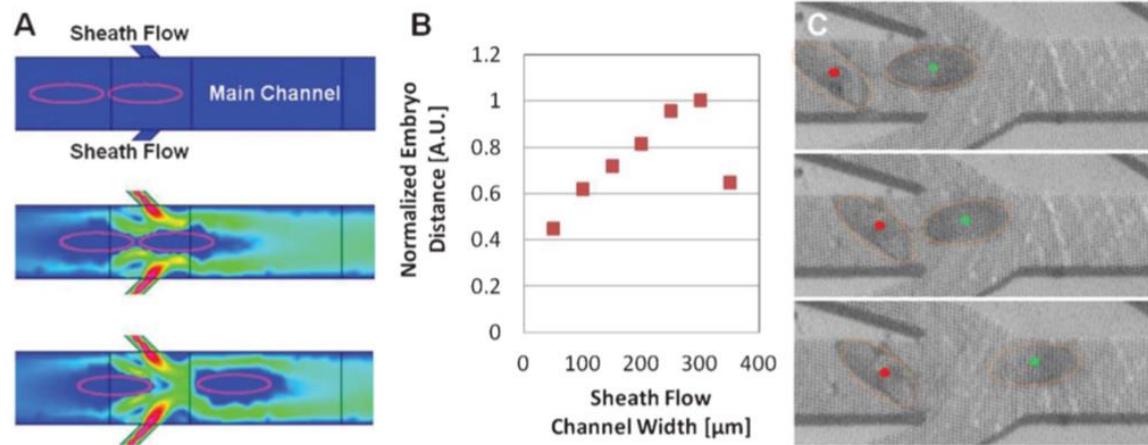 A
Sheath Flow
Main Channel
Sheath Flow
B
Normalized Embryo
Distance [A.U.]
1.2
1
0.8
0.6
0.4
0.2
0
0 100 200 300 400
Sheath Flow
Channel Width [µm]
C